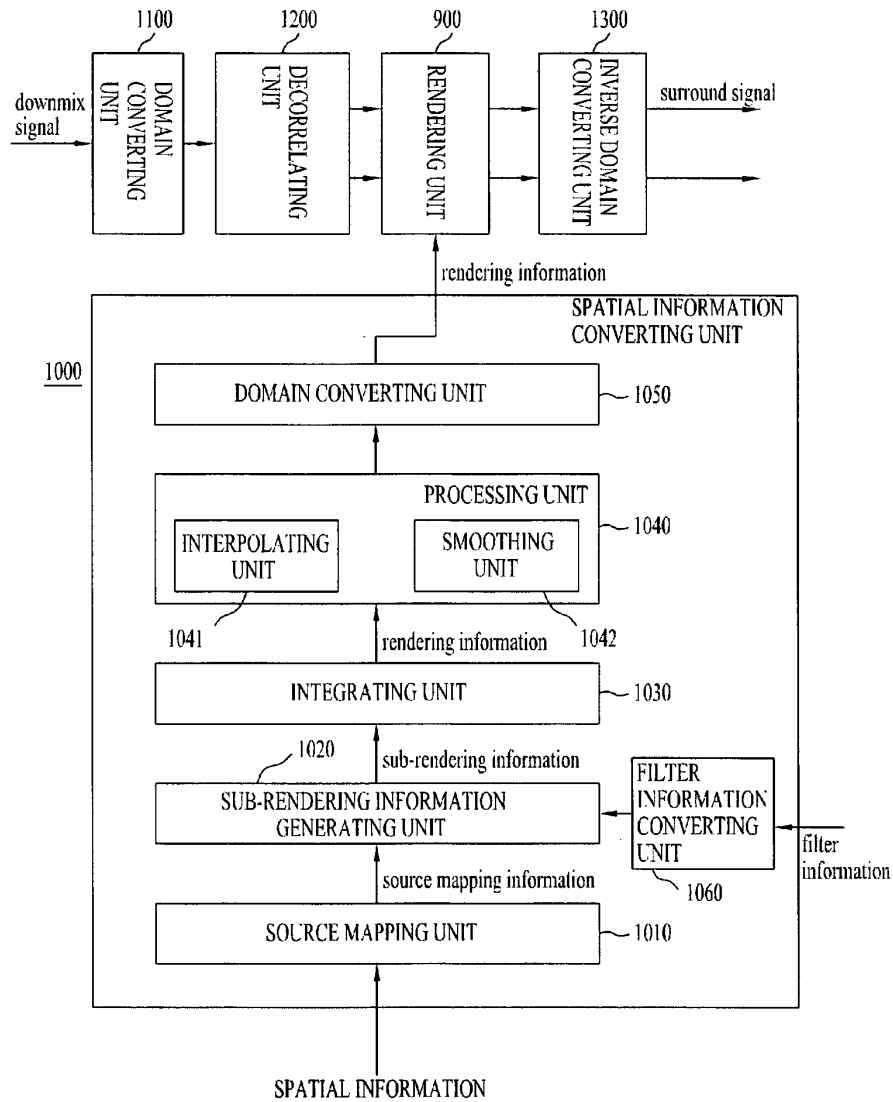 1100
1200
900
1300
downmix
signal
DOMAIN
CONVERTING
UNIT
DECORRELATING
UNIT
RENDERING UNIT
INVERSE DOMAIN
CONVERTING UNIT
surround signal
rendering information
SPATIAL INFORMATION
CONVERTING UNIT
1000
DOMAIN CONVERTING UNIT
1050
PROCESSING UNIT
1040
INTERPOLATING
UNIT
SMOOTHING
UNIT
1041
1042
rendering information
INTEGRATING UNIT
1030
1020
sub-rendering information
SUB-RENDERING INFORMATION
GENERATING UNIT
FILTER
INFORMATION
CONVERTING
UNIT
filter
information
1060
source mapping information
SOURCE MAPPING UNIT
1010
SPATIAL INFORMATION